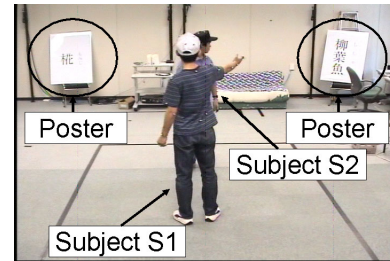 柳葉魚
Poster
Poster
Subject S2
Subject S1